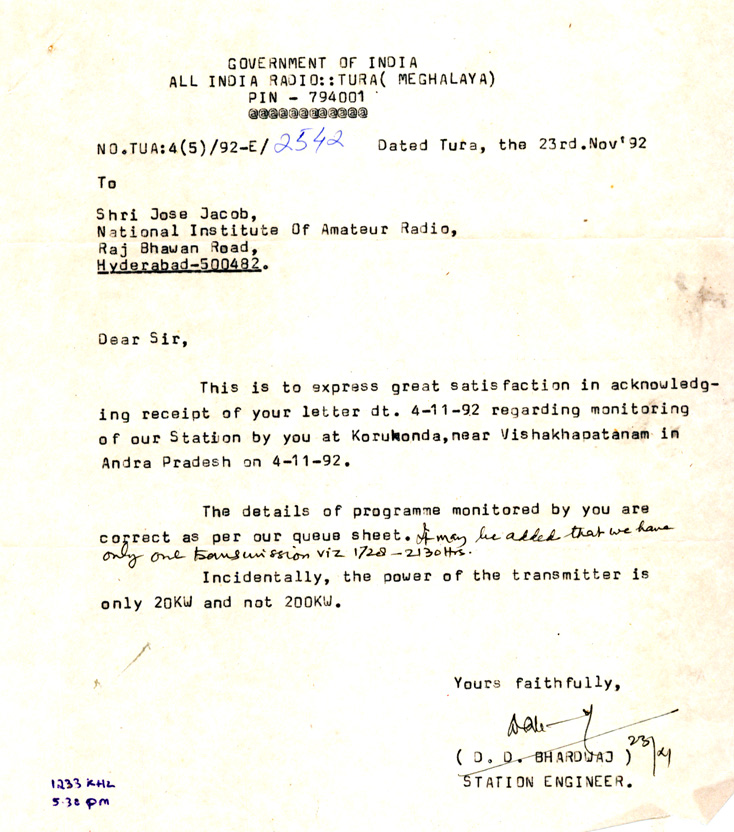 GOVERNMENT OF INDIA
ALL INDIA RADIO::TURA( MEGHALAYA)
PIN - 794001
@@@@@@@@@@@@
NO.TUA:4(5)/92-E/2542 Dated Tura, the 23rd.Nov'92
To
Shri Jose Jacob,
National Institute Of Amateur Radio,
Raj Bhawan Road,
Hyderabad-500482.
Dear Sir,
This is to express great satisfaction in acknowledg-
ing receipt of your letter dt. 4-11-92 regarding monitoring
of our Station by you at Korukonda,near Vishakhapatanam in
Andra Pradesh on 4-11-92.
The details of programme monitored by you are
correct as per our queue sheet. It may be added that we have
only one transmission viz 1728-2130Hrs.
Incidentally, the power of the transmitter is
only 20KW and not 200KW.
Yours faithfully,
( D. D. BHARDWAJ ) 23/
STATION ENGINEER.
1233 KHz
5.38 PM